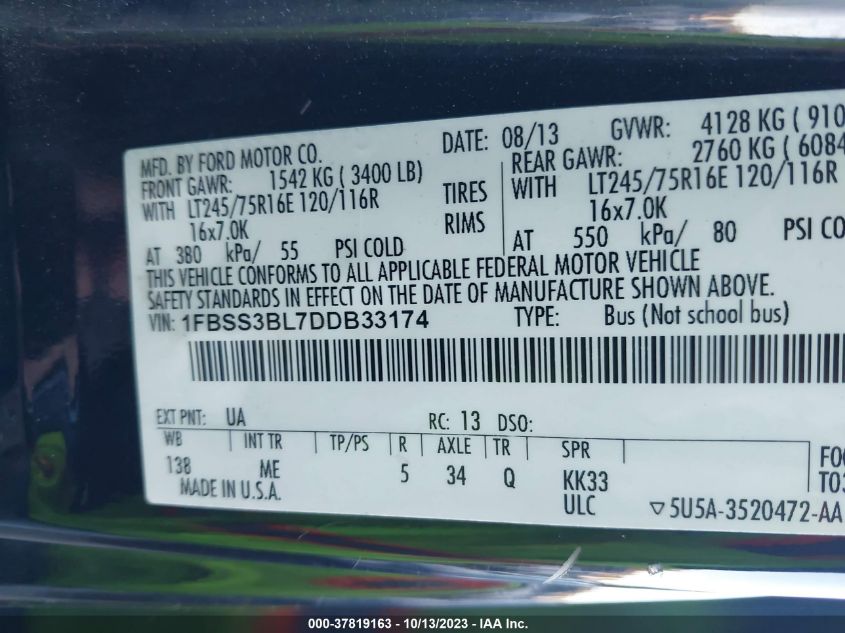 MFD. BY FORD MOTOR CO. DATE: 08/13 GVWR: 4128 KG ( 910
FRONT GAWR: 1542 KG ( 3400 LB) REAR GAWR: 2760 KG ( 6084
WITH LT245/75R16E 120/116R TIRES WITH LT245/75R16E 120/116R
16x7.0K RIMS 16x7.0K
AT 380 kPa/ 55 PSI COLD AT 550 kPa/ 80 PSI CO
THIS VEHICLE CONFORMS TO ALL APPLICABLE FEDERAL MOTOR VEHICLE
SAFETY STANDARDS IN EFFECT ON THE DATE OF MANUFACTURE SHOWN ABOVE.
VIN: 1FBSS3BL7DDB33174 TYPE: Bus (Not school bus)
EXT PNT: UA RC: 13 DSO:
WB INT TR TP/PS R AXLE TR SPR
138 ME 5 34 Q KK33
MADE IN U.S.A. ULC
F00
T03
▽5U5A-3520472-AA
000-37819163 - 10/13/2023 - IAA Inc.